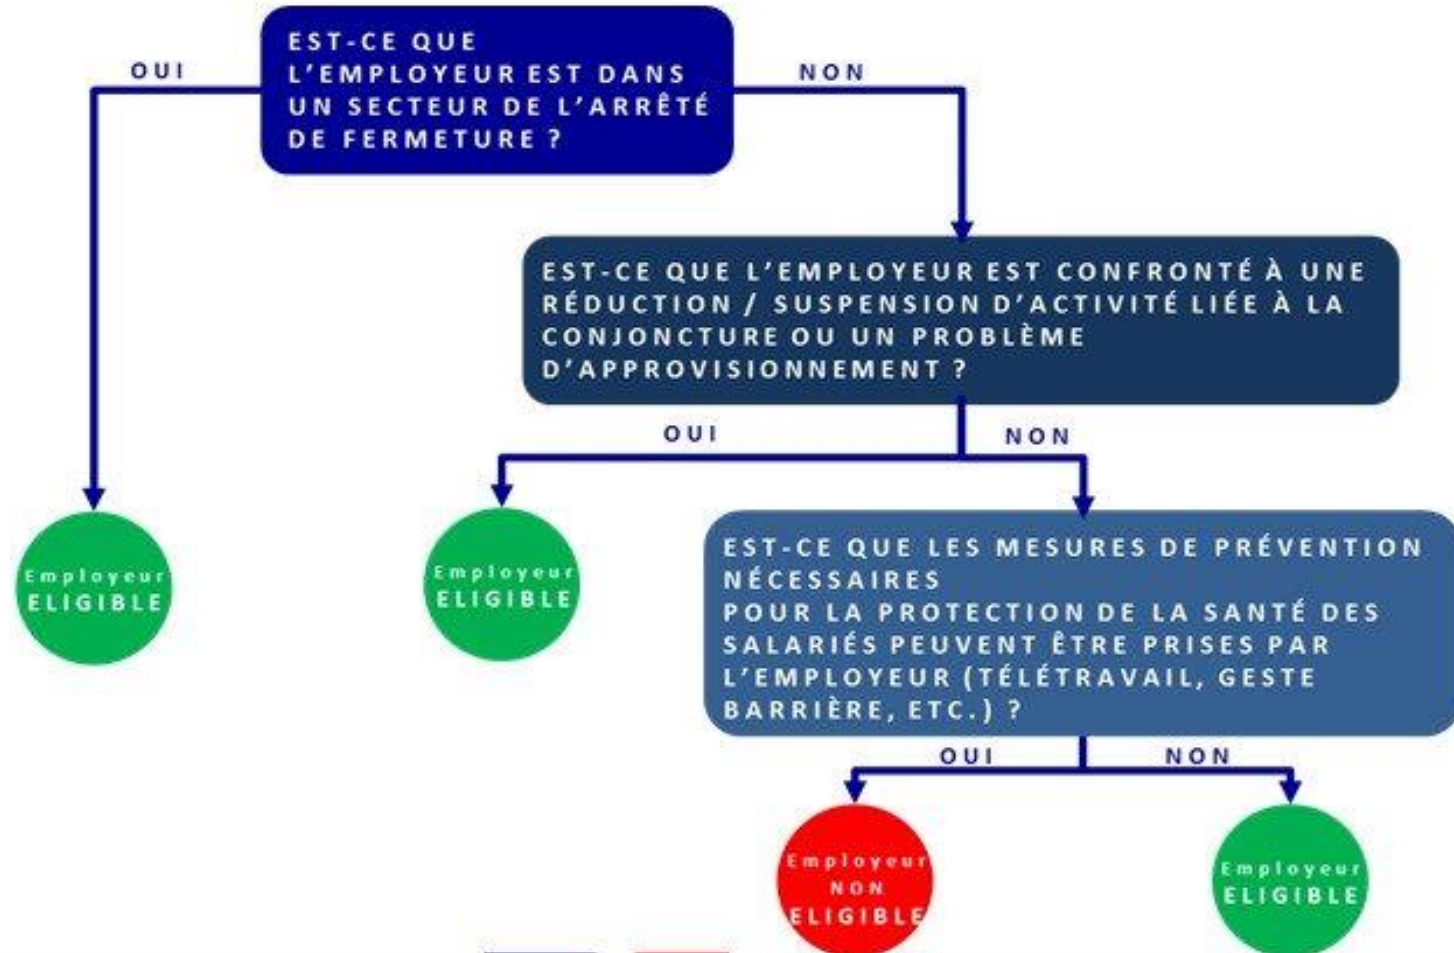 EST-CE QUE
L'EMPLOYEUR EST DANS
UN SECTEUR DE L'ARRÊTÉ
DE FERMETURE ?
OUI
NON
EST-CE QUE L'EMPLOYEUR EST CONFRONTÉ À UNE
RÉDUCTION / SUSPENSION D'ACTIVITÉ LIÉE À LA
CONJONCTURE OU UN PROBLÈME
D'APPROVISIONNEMENT ?
OUI
NON
Employeur
ELIGIBLE
Employeur
ELIGIBLE
EST-CE QUE LES MESURES DE PRÉVENTION
NÉCESSAIRES
POUR LA PROTECTION DE LA SANTÉ DES
SALARIÉS PEUVENT ÊTRE PRISES PAR
L'EMPLOYEUR (TÉLÉTRAVAIL, GESTE
BARRIÈRE, ETC.) ?
OUI
NON
Employeur
NON
ELIGIBLE
Employeur
ELIGIBLE